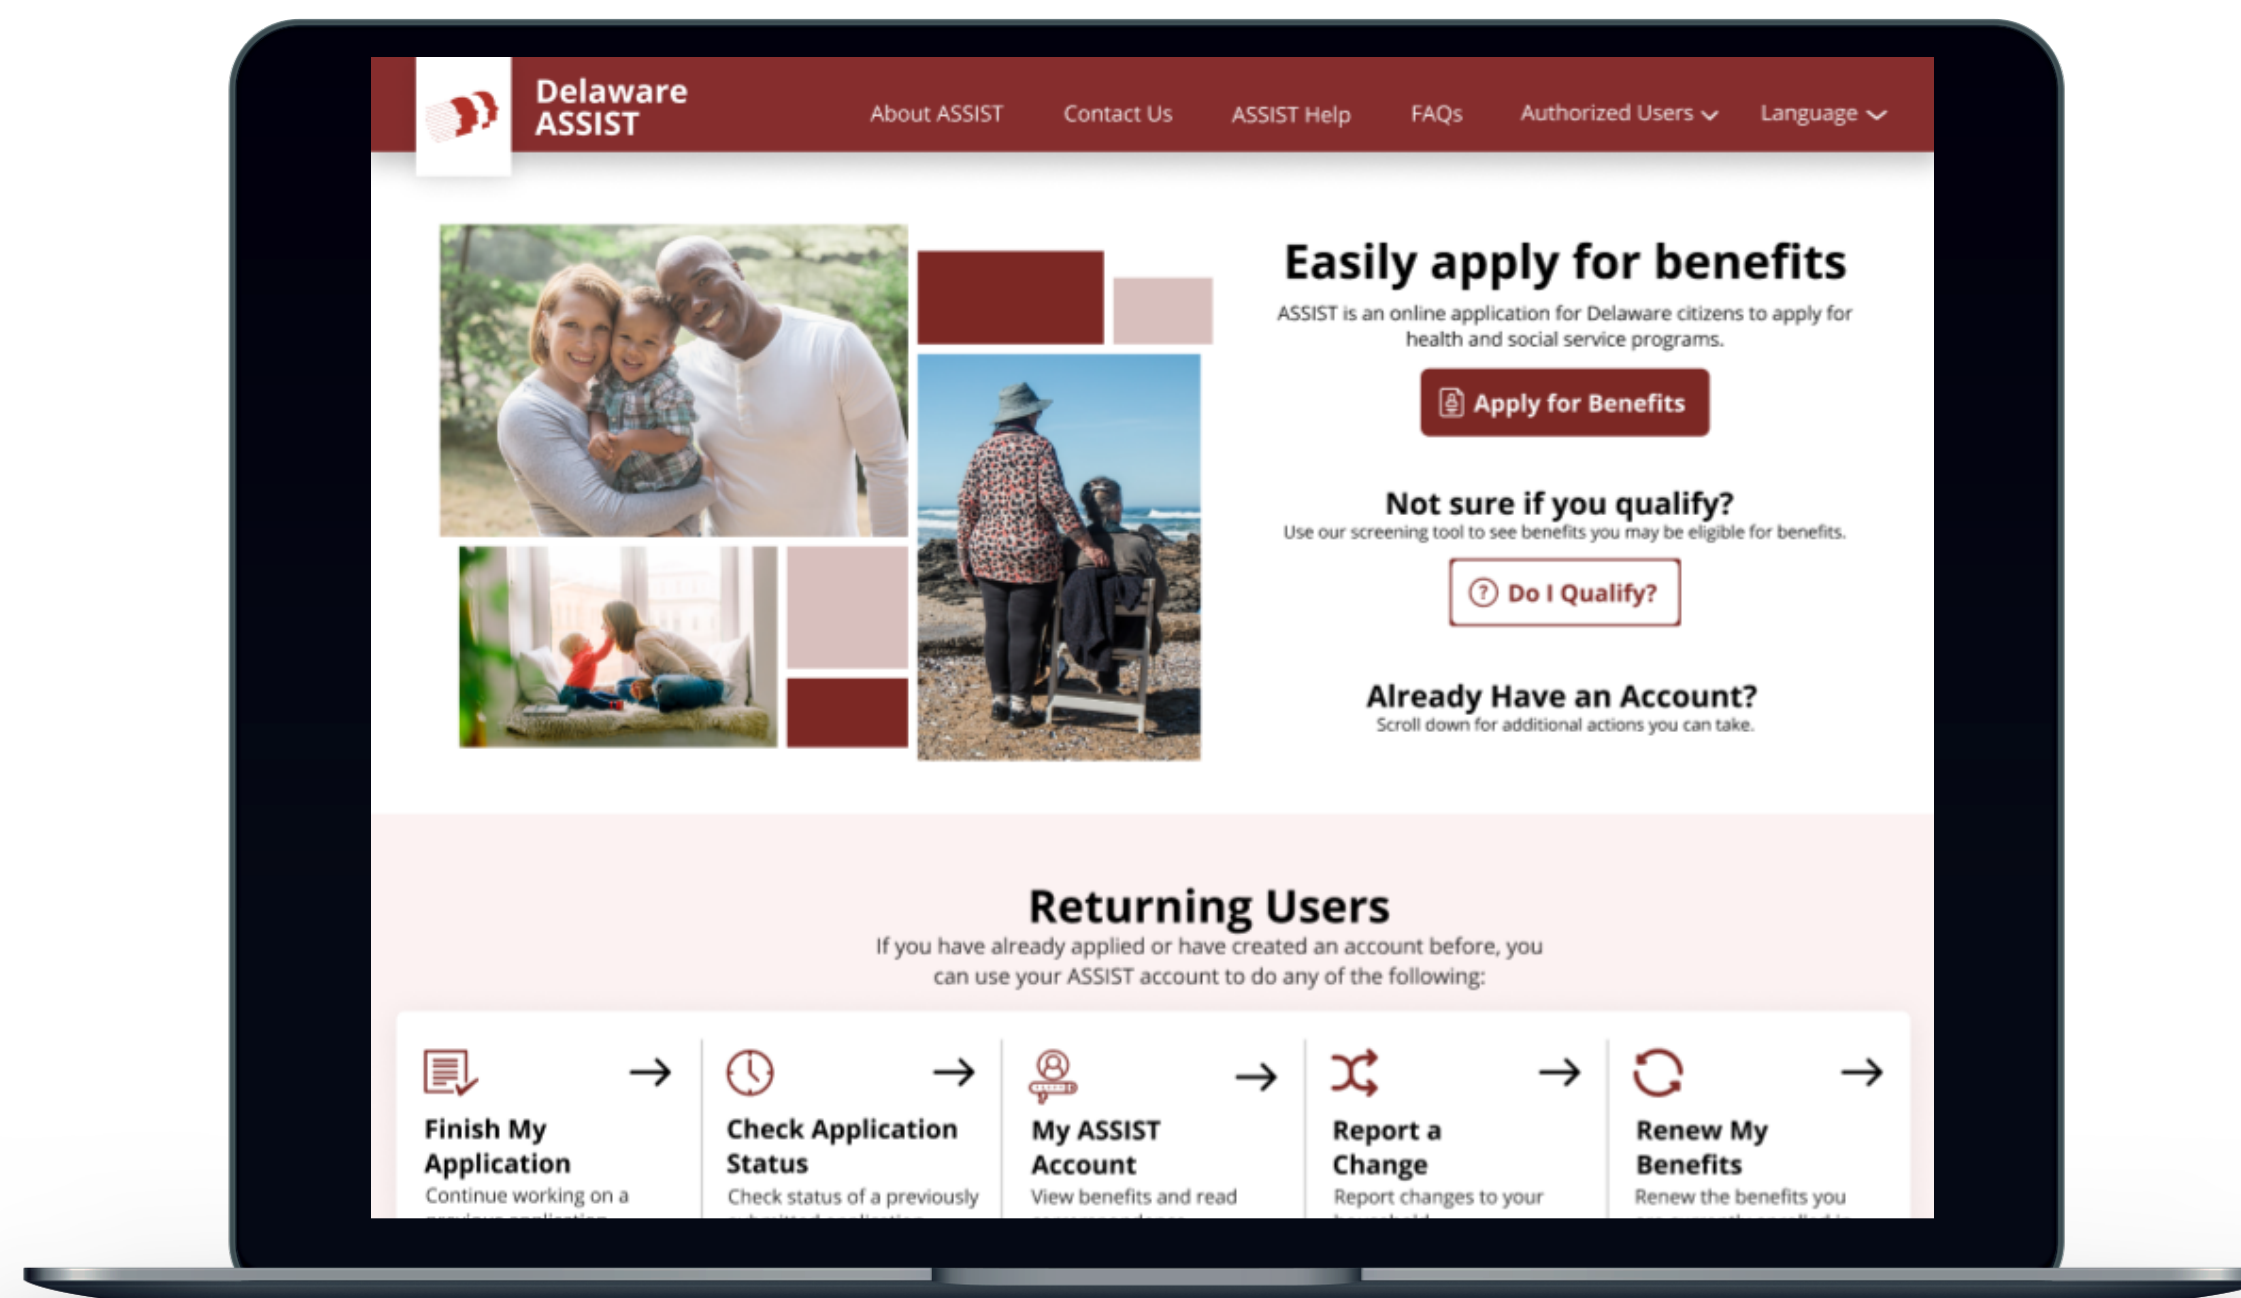 Delaware
ASSIST
About ASSIST
Contact Us
ASSIST Help
FAQs
Authorized Users
Language
Easily apply for benefits
ASSIST is an online application for Delaware citizens to apply for
health and social service programs.
Apply for Benefits
Not sure if you qualify?
Use our screening tool to see benefits you may be eligible for benefits.
Do I Qualify?
Already Have an Account?
Scroll down for additional actions you can take.
Returning Users
If you have already applied or have created an account before, you
can use your ASSIST account to do any of the following:
Finish My
Application
Continue working on a
Check Application
Status
Check status of a previously
My ASSIST
Account
View benefits and read
Report a
Change
Report changes to your
Renew My
Benefits
Renew the benefits you